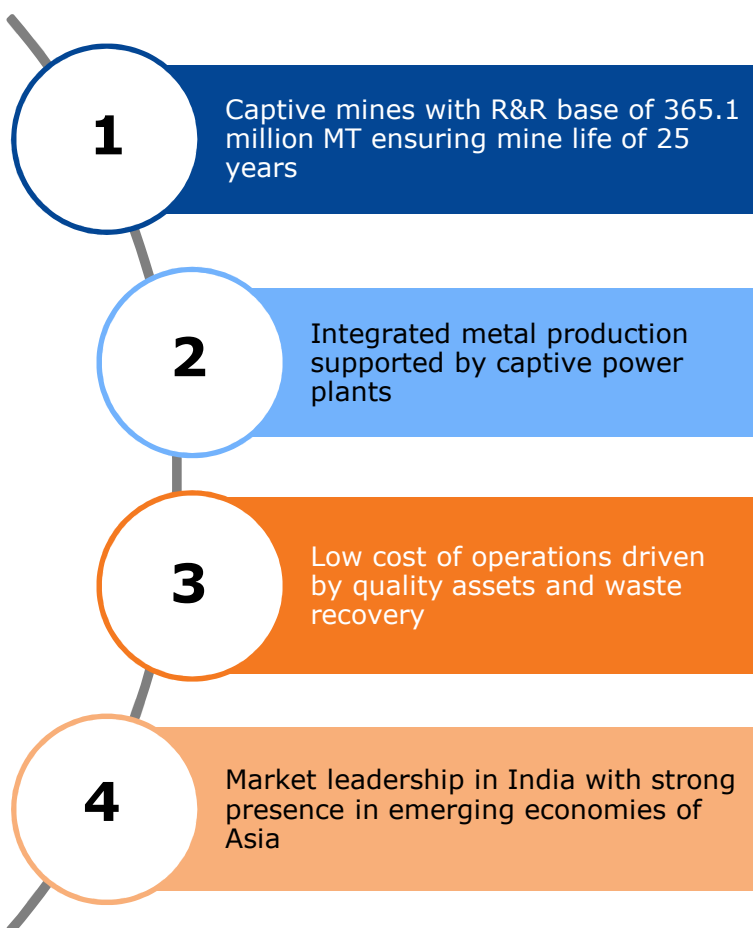 1
Captive mines with R&R base of 365.1
million MT ensuring mine life of 25
years
2
Integrated metal production
supported by captive power
plants
3
Low cost of operations driven
by quality assets and waste
recovery
4
Market leadership in India with strong
presence in emerging economies of
Asia